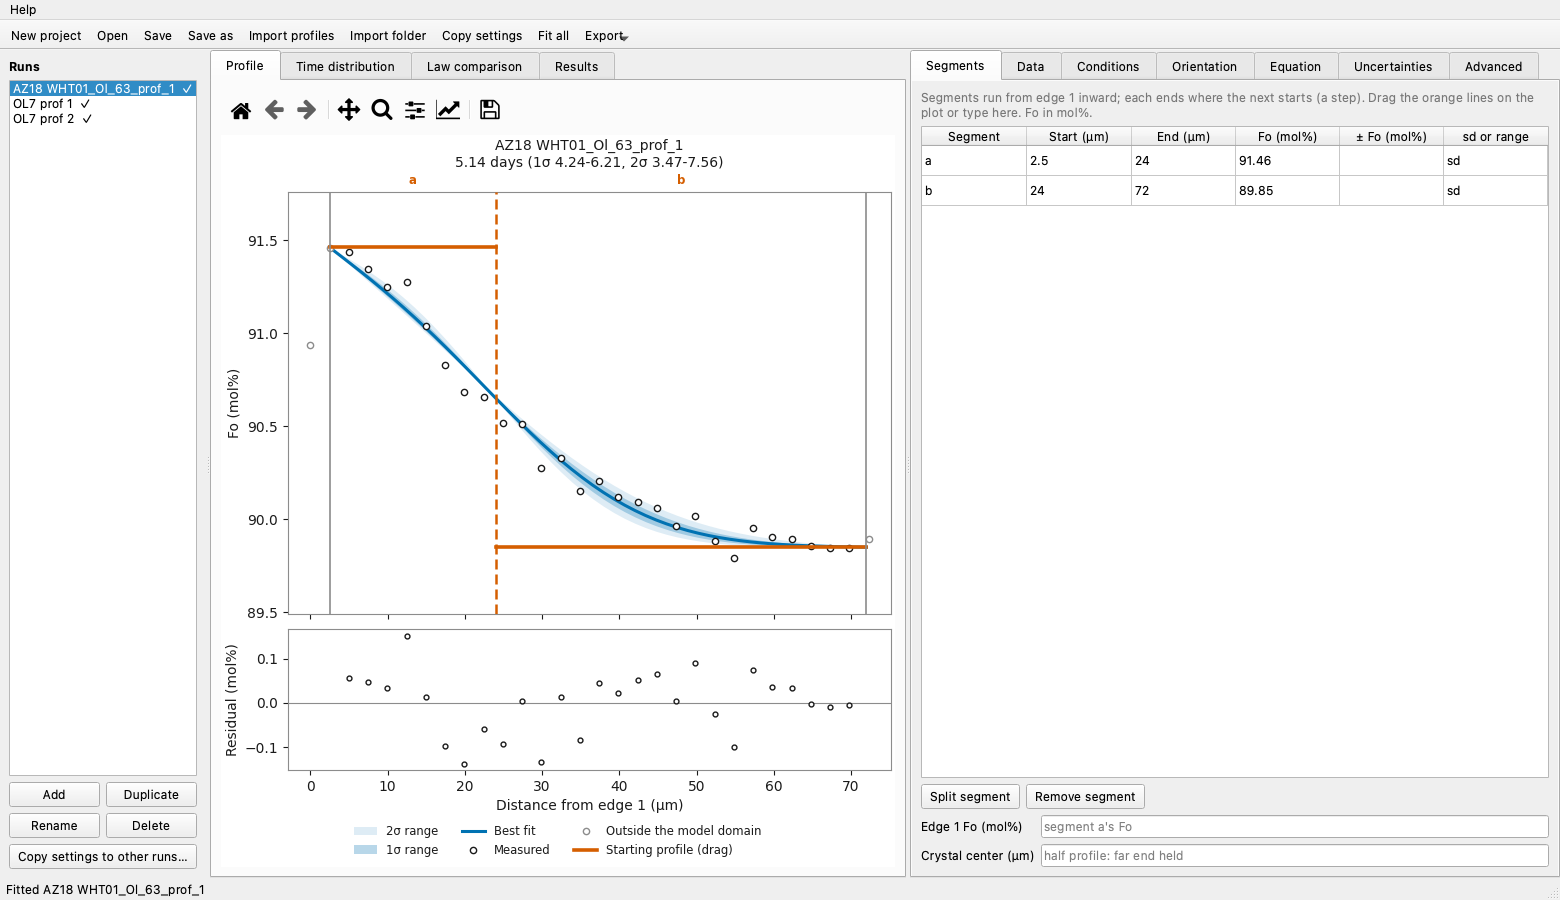 Help
New project Open Save Save as Import profiles Import folder Copy settings Fit all Export
Runs
AZ18 WHT01_Ol_63_prof_1 ✓
OL7 prof 1 ✓
OL7 prof 2 ✓
Add Duplicate
Rename Delete
Copy settings to other runs...
Profile Time distribution Law comparison Results
AZ18 WHT01_Ol_63_prof_1
5.14 days (1σ 4.24-6.21, 2σ 3.47-7.56)
a b
91.5
91.0
90.5
90.0
89.5
Fo (mol%)
0.1
0.0
−0.1
Residual (mol%)
0 10 20 30 40 50 60 70
Distance from edge 1 (μm)
2σ range Best fit Outside the model domain
1σ range Measured Starting profile (drag)
Segments Data Conditions Orientation Equation Uncertainties Advanced
Segments run from edge 1 inward; each ends where the next starts (a step). Drag the orange lines on the
plot or type here. Fo in mol%.
Segment Start (μm) End (μm) Fo (mol%) ± Fo (mol%) sd or range
a 2.5 24 91.46 sd
b 24 72 89.85 sd
Split segment Remove segment
Edge 1 Fo (mol%) segment a's Fo
Crystal center (μm) half profile: far end held
Fitted AZ18 WHT01_Ol_63_prof_1